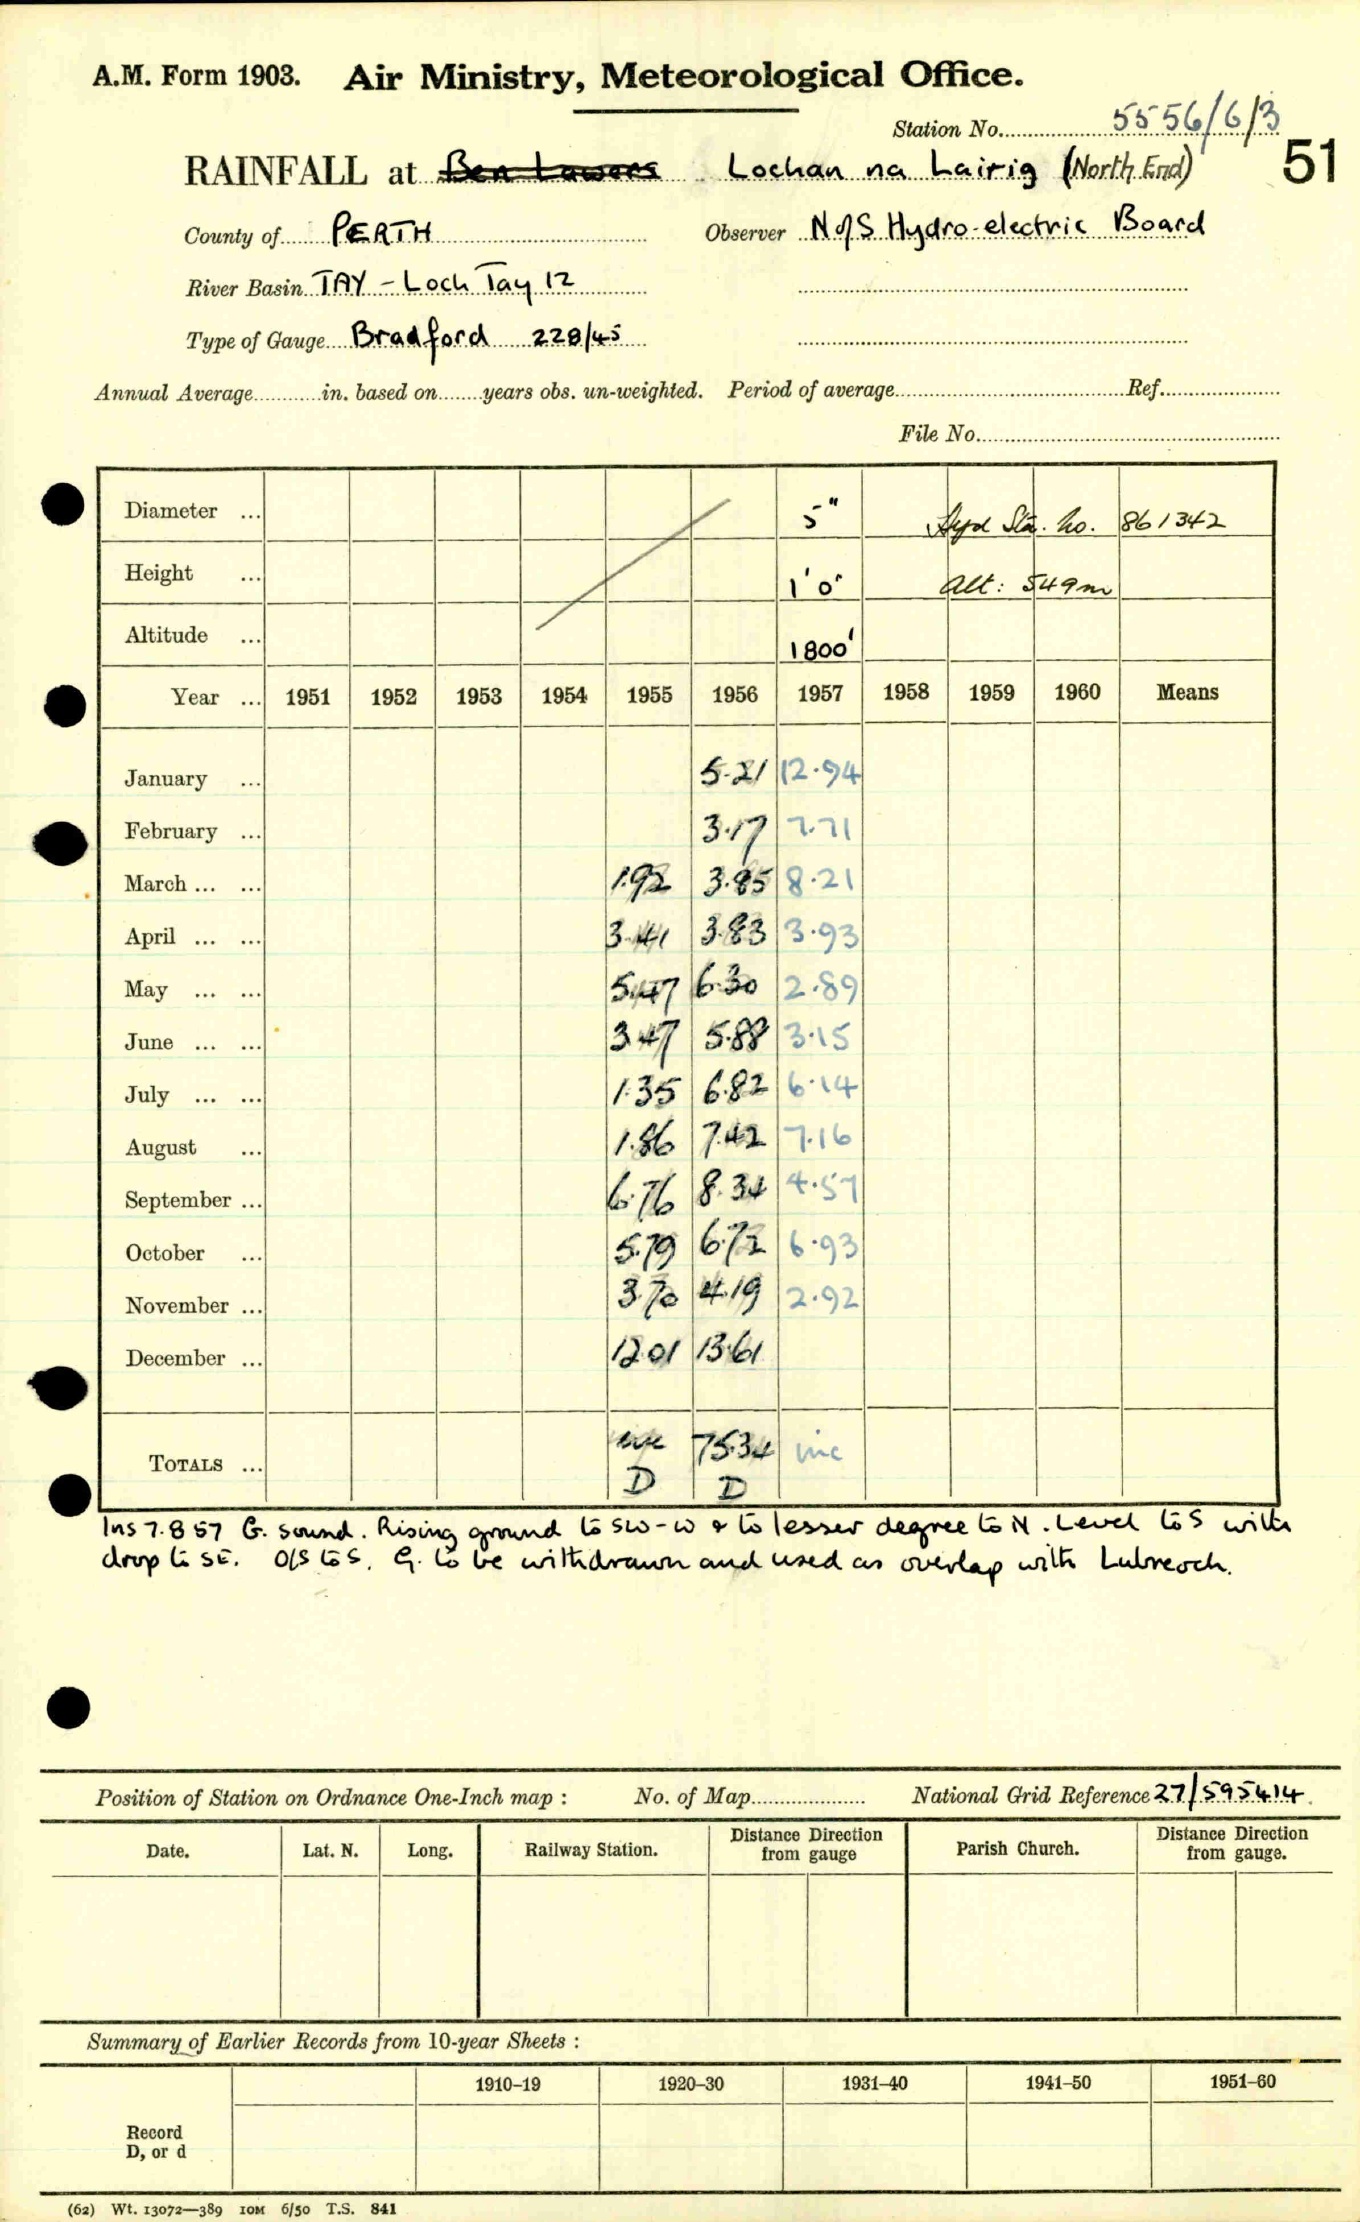 A.M. Form 1903. Air Ministry, Meteorological Office.
Station No. 5556/6/3
51
RAINFALL at Ben Lawers Lochan na Lairig (North End)
County of PERTH Observer N of S Hydro-electric Board
River Basin TAY - Loch Tay 12
Type of Gauge Bradford 228/45
Annual Average in. based on years obs. un-weighted. Period of average Ref.
File No.
Diameter ... 5" Hyd Sta. No. 861342
Height ... 1'0" Alt: 549m
Altitude ... 1800'
Year ... 1951 1952 1953 1954 1955 1956 1957 1958 1959 1960 Means
January ... 5.21 12.94
February ... 3.17 7.71
March ... ... 1.92 3.85 8.21
April ... ... 3.41 3.83 3.93
May ... ... 5.47 6.30 2.89
June ... ... 3.47 5.88 3.15
July ... ... 1.35 6.82 6.14
August ... 1.86 7.42 7.16
September ... 6.76 8.34 4.57
October ... 5.79 6.72 6.93
November ... 3.70 4.19 2.92
December ... 12.01 13.61
TOTALS ... inc 75.34 inc
D D
Ins 7.8.57 G. sound. Rising ground to SW-W & to lesser degree to N. Level to S with
drop to SE. O/S to S. G. to be withdrawn and used as overlap with Lubreoch.
Position of Station on Ordnance One-Inch map : No. of Map National Grid Reference 27/595414
Date. Lat. N. Long. Railway Station. Distance Direction from gauge Parish Church. Distance Direction from gauge.
Summary of Earlier Records from 10-year Sheets :
1910–19 1920–30 1931–40 1941–50 1951–60
Record
D, or d
(62) Wt. 13072—389 10M 6/50 T.S. 841